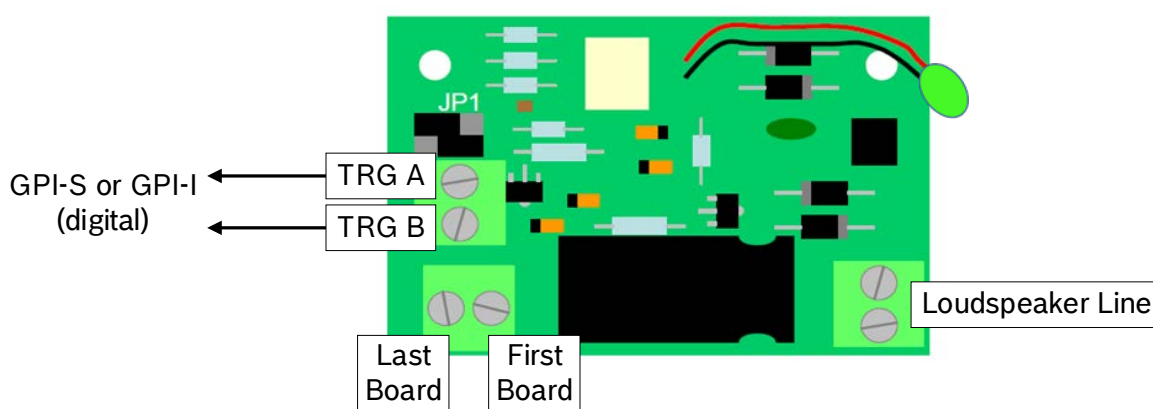 JP1
GPI-S or GPI-I
(digital)
TRG A
TRG B
Loudspeaker Line
Last
Board
First
Board